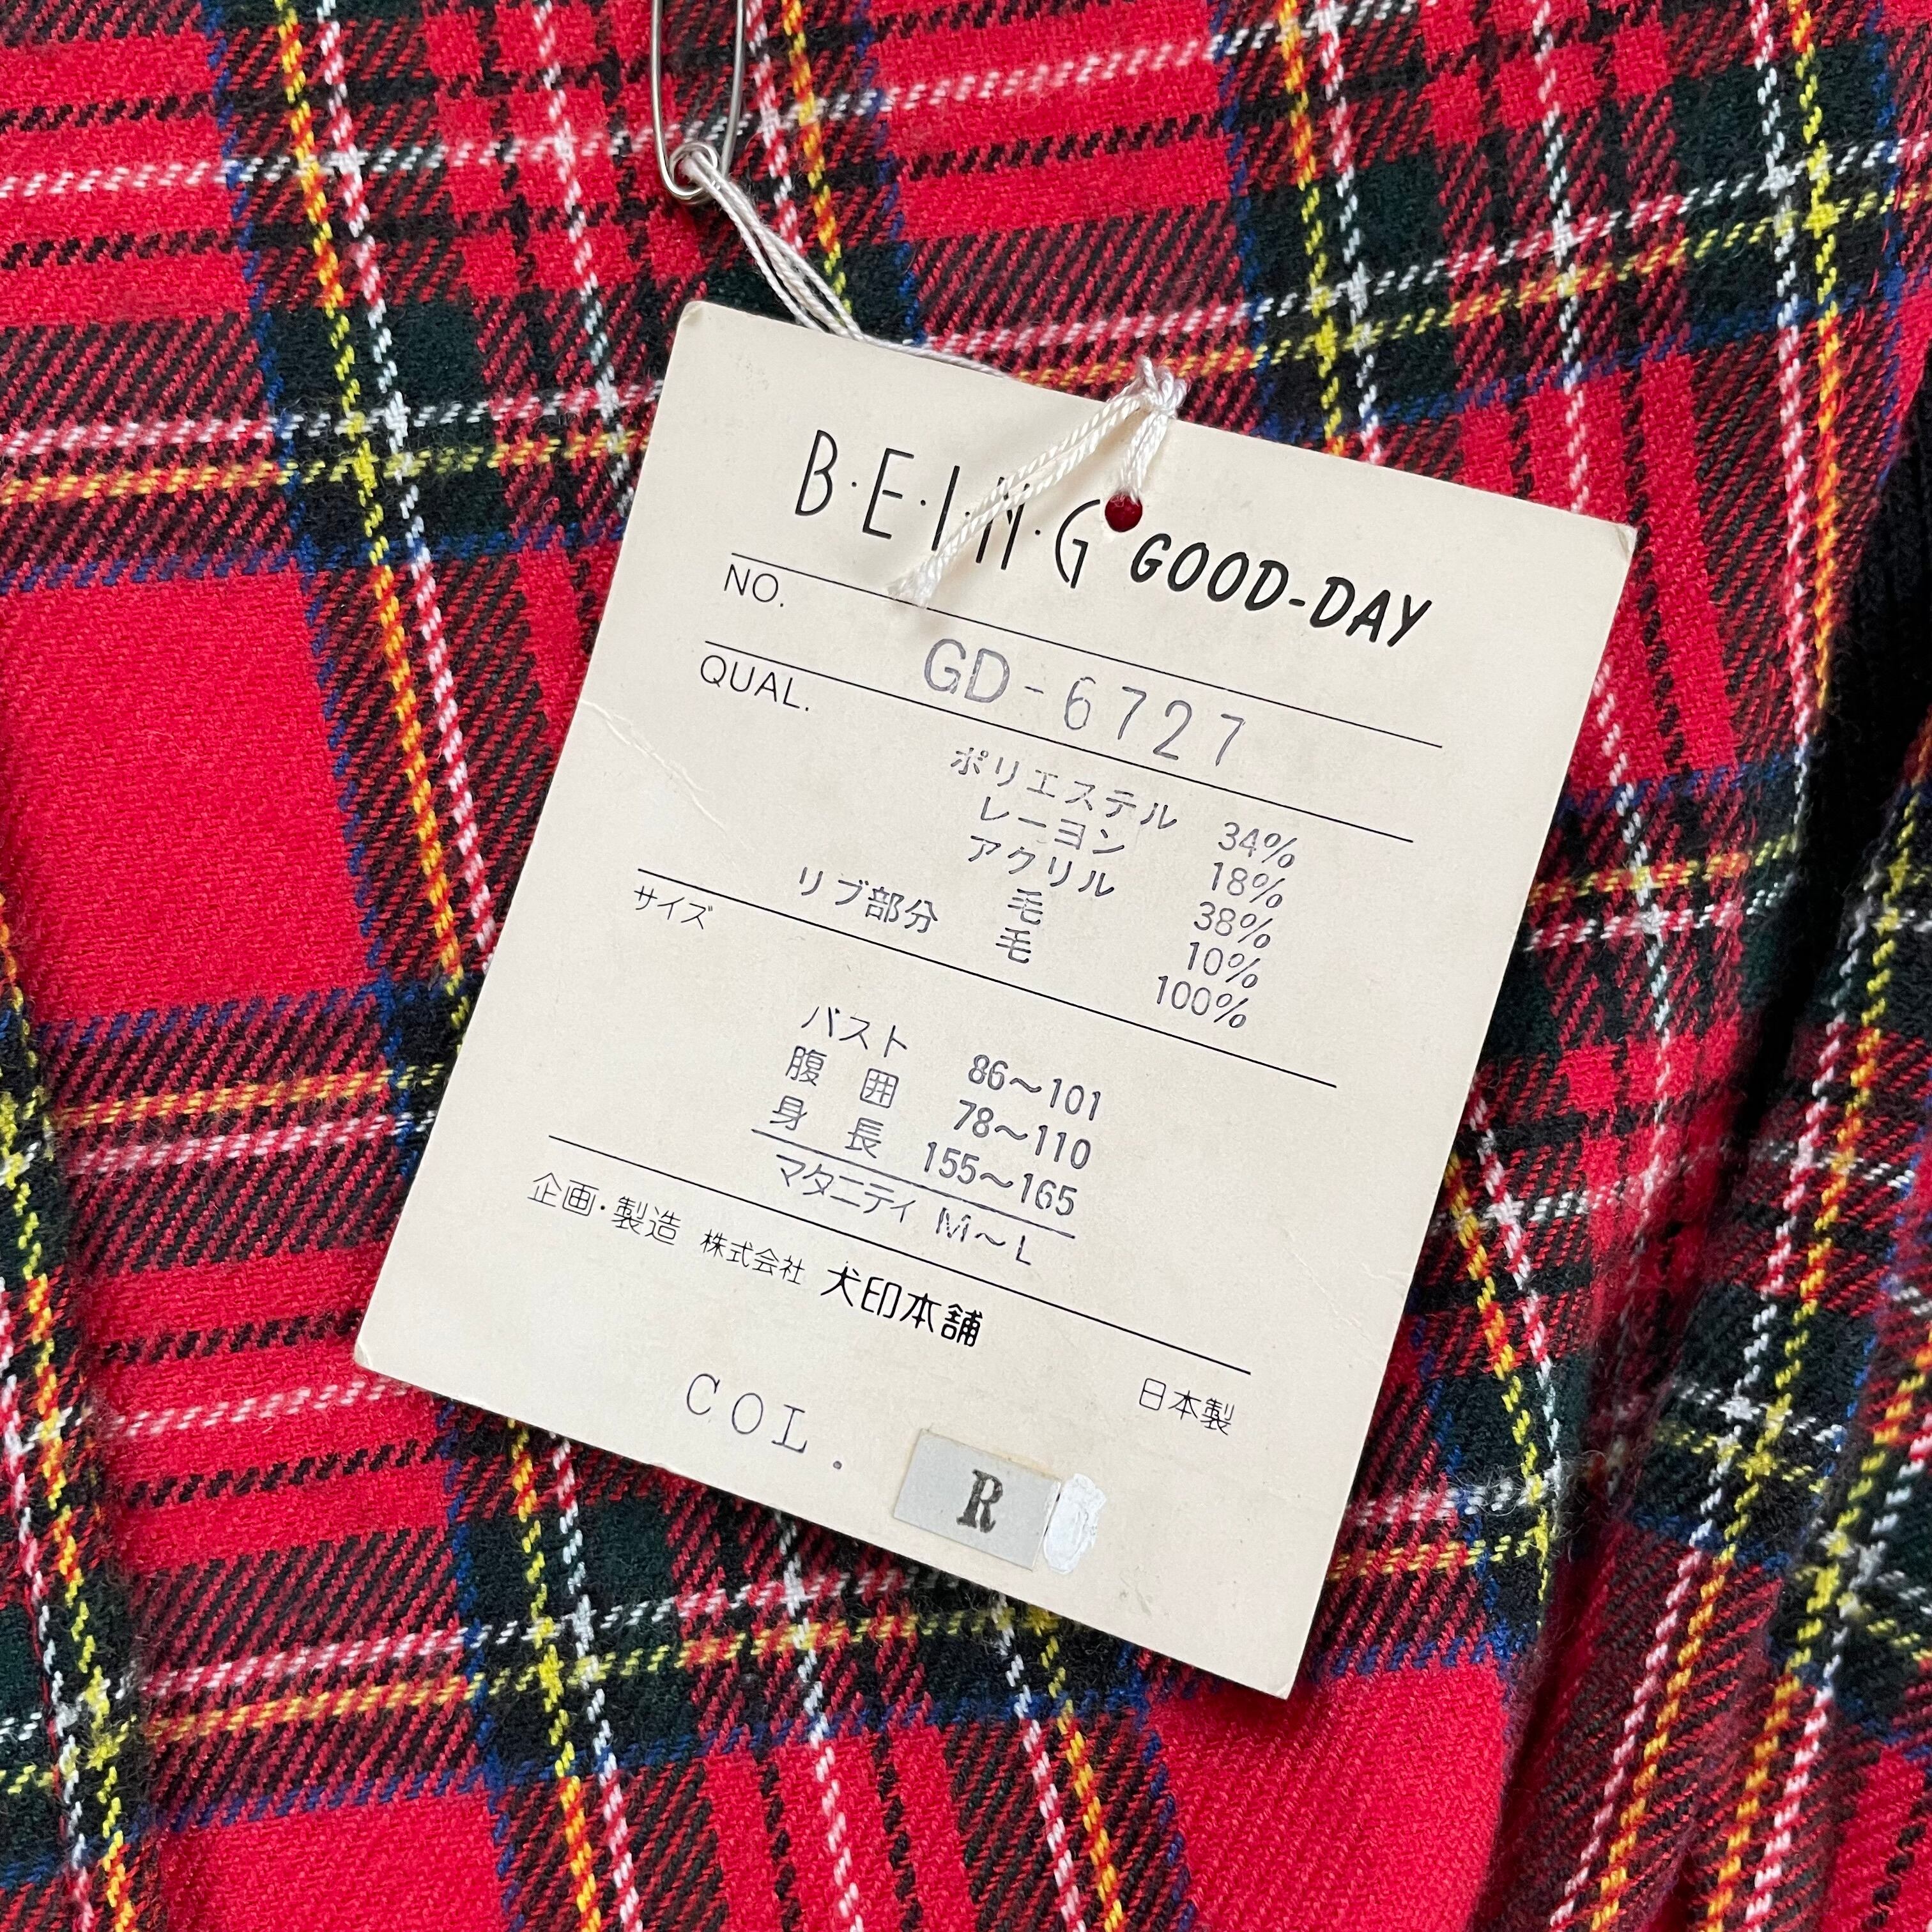 B·E·I·N·G GOOD-DAY
NO.
GD-6727
QUAL.
ポリエステル 34%
レーヨン 18%
アクリル 38%
毛 10%
リブ部分 毛 100%
サイズ
バスト 86～101
腹囲 78～110
身長 155～165
マタニティ M～L
企画・製造 株式会社 犬印本舗
日本製
COL. R